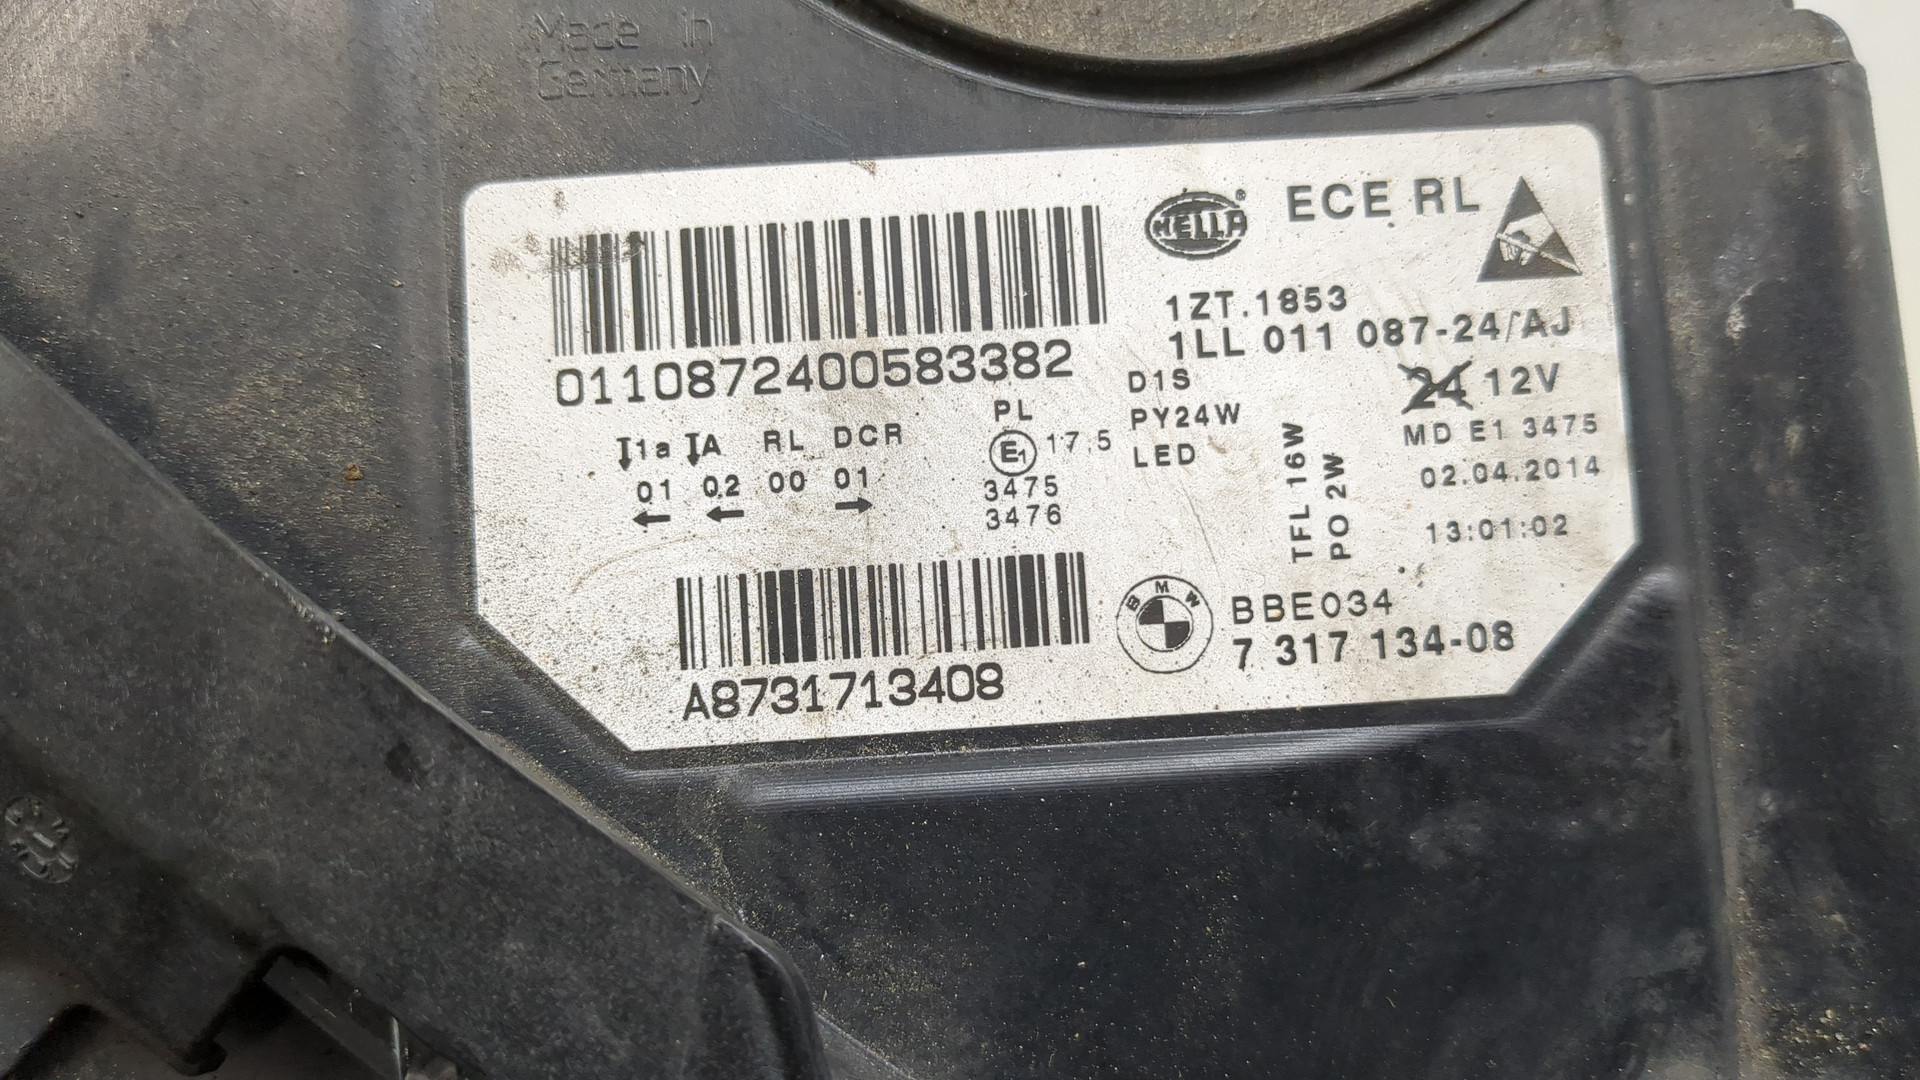 Made in
Germany
HELLA
ECE RL
1ZT.1853
1LL 011 087-24/AJ
0110872400583382
24 12V
D1S
PY24W
LED
MD E1 3475
02.04.2014
13:01:02
TFL 16W
PO 2W
PL
E1 17,5
3475
3476
1a A RL DCR
01 02 00 01
A8731713408
BMW
BBE034
7 317 134-08